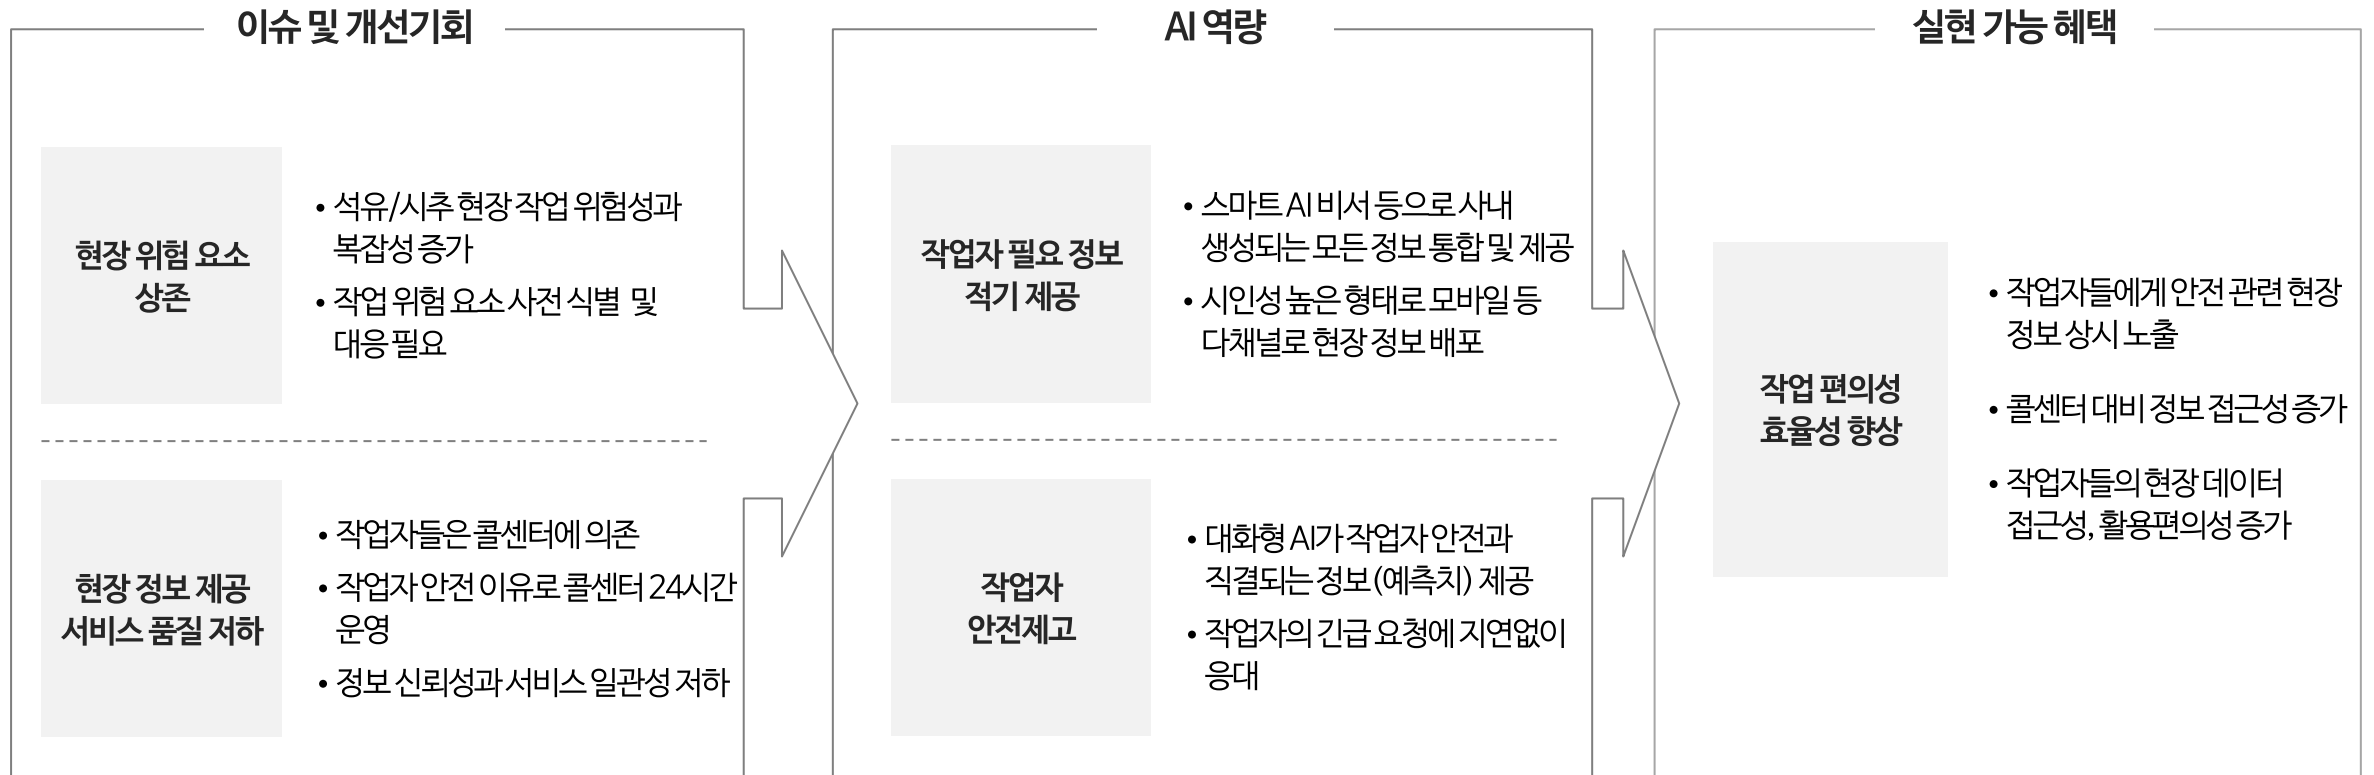 이슈 및 개선기회
현장 위험 요소
상존
• 석유/시추 현장 작업 위험성과
복잡성 증가
• 작업 위험 요소 사전 식별 및
대응 필요
현장 정보 제공
서비스 품질 저하
• 작업자들은 콜센터에 의존
• 작업자 안전 이유로 콜센터 24시간
운영
• 정보 신뢰성과 서비스 일관성 저하
AI 역량
작업자 필요 정보
적기 제공
• 스마트 AI 비서 등으로 사내
생성되는 모든 정보 통합 및 제공
• 시인성 높은 형태로 모바일 등
다채널로 현장 정보 배포
작업자
안전제고
• 대화형 AI가 작업자 안전과
직결되는 정보(예측치) 제공
• 작업자의 긴급 요청에 지연없이
응대
실현 가능 혜택
작업 편의성
효율성 향상
• 작업자들에게 안전 관련 현장
정보 상시 노출
• 콜센터 대비 정보 접근성 증가
• 작업자들의 현장 데이터
접근성, 활용편의성 증가